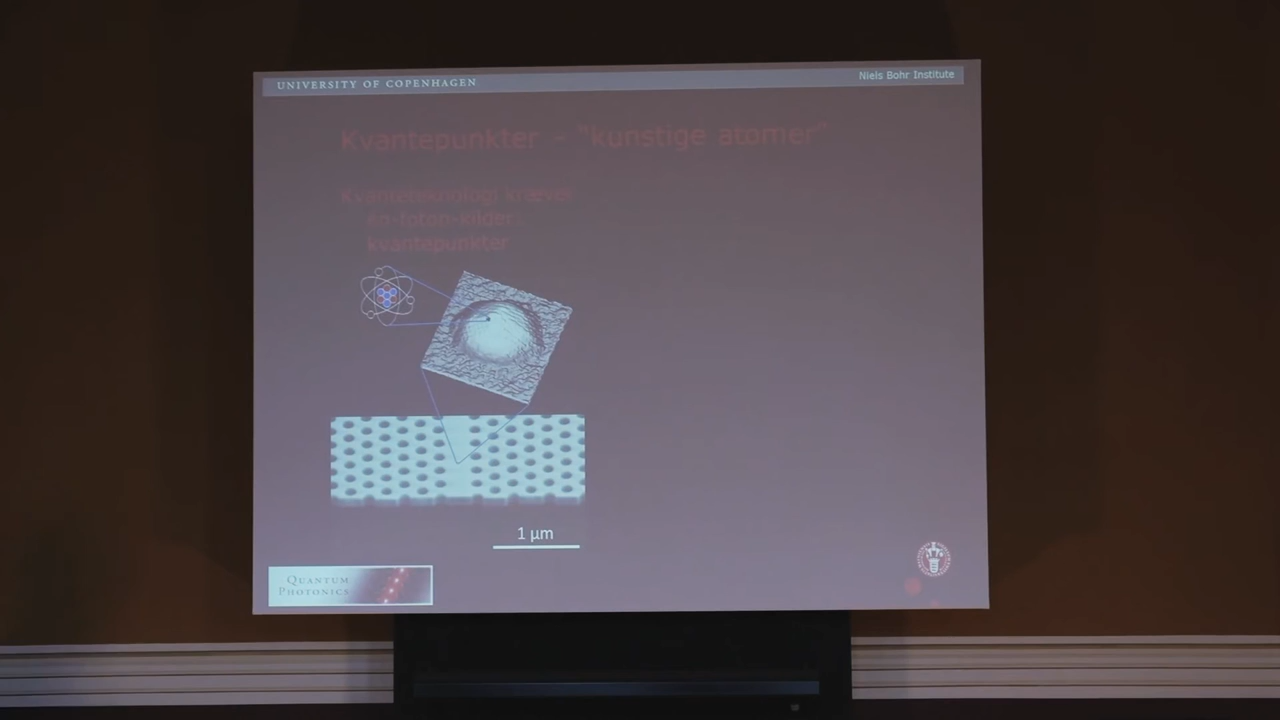 UNIVERSITY OF COPENHAGEN
Niels Bohr Institute
Kvantepunkter – "kunstige atomer"
Kvanteteknologi kræver
én-foton-kilder:
kvantepunkter
1 µm
QUANTUM
PHOTONICS